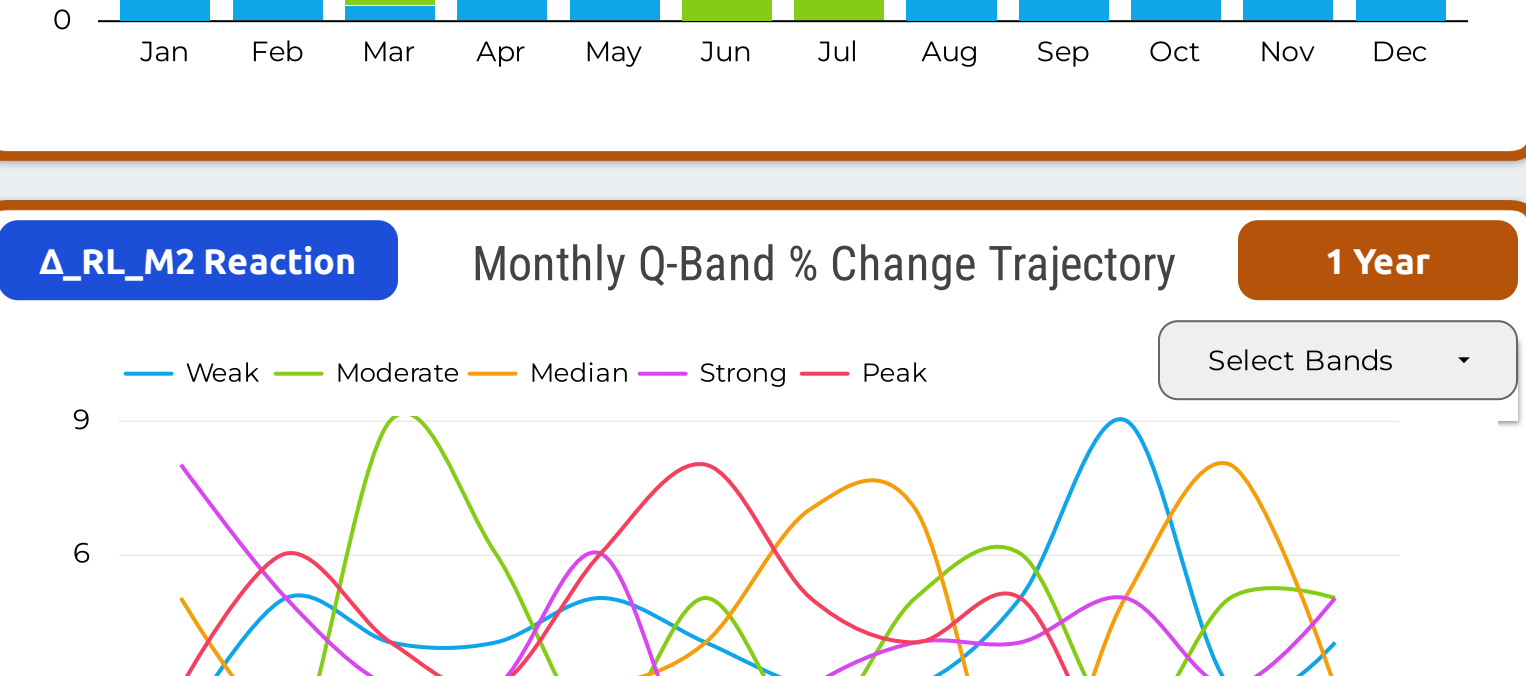 0
Jan Feb Mar Apr May Jun Jul Aug Sep Oct Nov Dec
Δ_RL_M2 Reaction
Monthly Q-Band % Change Trajectory
1 Year
Select Bands
Weak Moderate Median Strong Peak
9
6